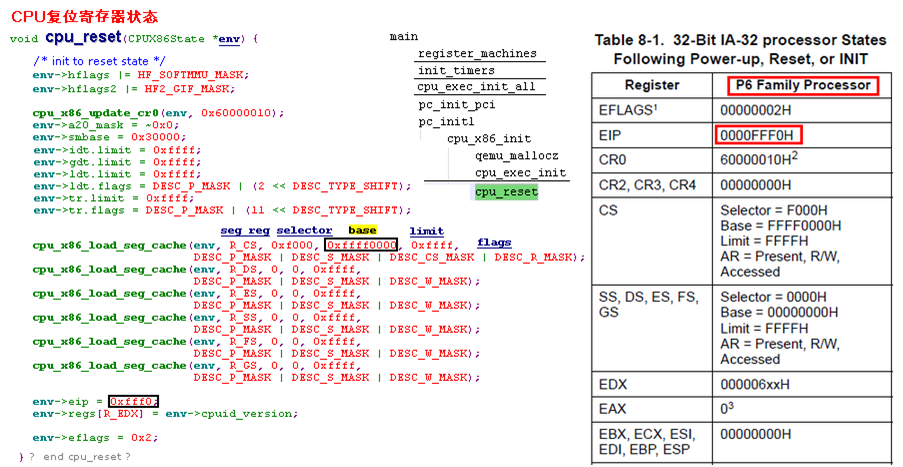 CPU复位寄存器状态
void cpu_reset(CPUX86State *env) {
/* init to reset state */
env->hflags |= HF_SOFTMMU_MASK;
env->hflags2 |= HF2_GIF_MASK;
cpu_x86_update_cr0(env, 0x60000010);
env->a20_mask = ~0x0;
env->smbase = 0x30000;
env->idt.limit = 0xffff;
env->gdt.limit = 0xffff;
env->ldt.limit = 0xffff;
env->ldt.flags = DESC_P_MASK | (2 << DESC_TYPE_SHIFT);
env->tr.limit = 0xffff;
env->tr.flags = DESC_P_MASK | (11 << DESC_TYPE_SHIFT);
seg reg selector base limit
flags
cpu_x86_load_seg_cache(env, R_CS, 0xf000, 0xffff0000, 0xffff,
DESC_P_MASK | DESC_S_MASK | DESC_CS_MASK | DESC_R_MASK);
cpu_x86_load_seg_cache(env, R_DS, 0, 0, 0xffff,
DESC_P_MASK | DESC_S_MASK | DESC_W_MASK);
cpu_x86_load_seg_cache(env, R_ES, 0, 0, 0xffff,
DESC_P_MASK | DESC_S_MASK | DESC_W_MASK);
cpu_x86_load_seg_cache(env, R_SS, 0, 0, 0xffff,
DESC_P_MASK | DESC_S_MASK | DESC_W_MASK);
cpu_x86_load_seg_cache(env, R_FS, 0, 0, 0xffff,
DESC_P_MASK | DESC_S_MASK | DESC_W_MASK);
cpu_x86_load_seg_cache(env, R_GS, 0, 0, 0xffff,
DESC_P_MASK | DESC_S_MASK | DESC_W_MASK);
env->eip = 0xfff0;
env->regs[R_EDX] = env->cpuid_version;
env->eflags = 0x2;
} ? end cpu_reset ?
main
register_machines
init_timers
cpu_exec_init_all
pc_init_pci
pc_init1
cpu_x86_init
qemu_mallocz
cpu_exec_init
cpu_reset
Table 8-1. 32-Bit IA-32 processor States
Following Power-up, Reset, or INIT
Register P6 Family Processor
EFLAGS1 00000002H
EIP 0000FFF0H
CR0 60000010H2
CR2, CR3, CR4 00000000H
CS Selector = F000H
Base = FFFF0000H
Limit = FFFFH
AR = Present, R/W,
Accessed
SS, DS, ES, FS, Selector = 0000H
GS Base = 00000000H
Limit = FFFFH
AR = Present, R/W,
Accessed
EDX 000006xxH
EAX 03
EBX, ECX, ESI, 00000000H
EDI, EBP, ESP